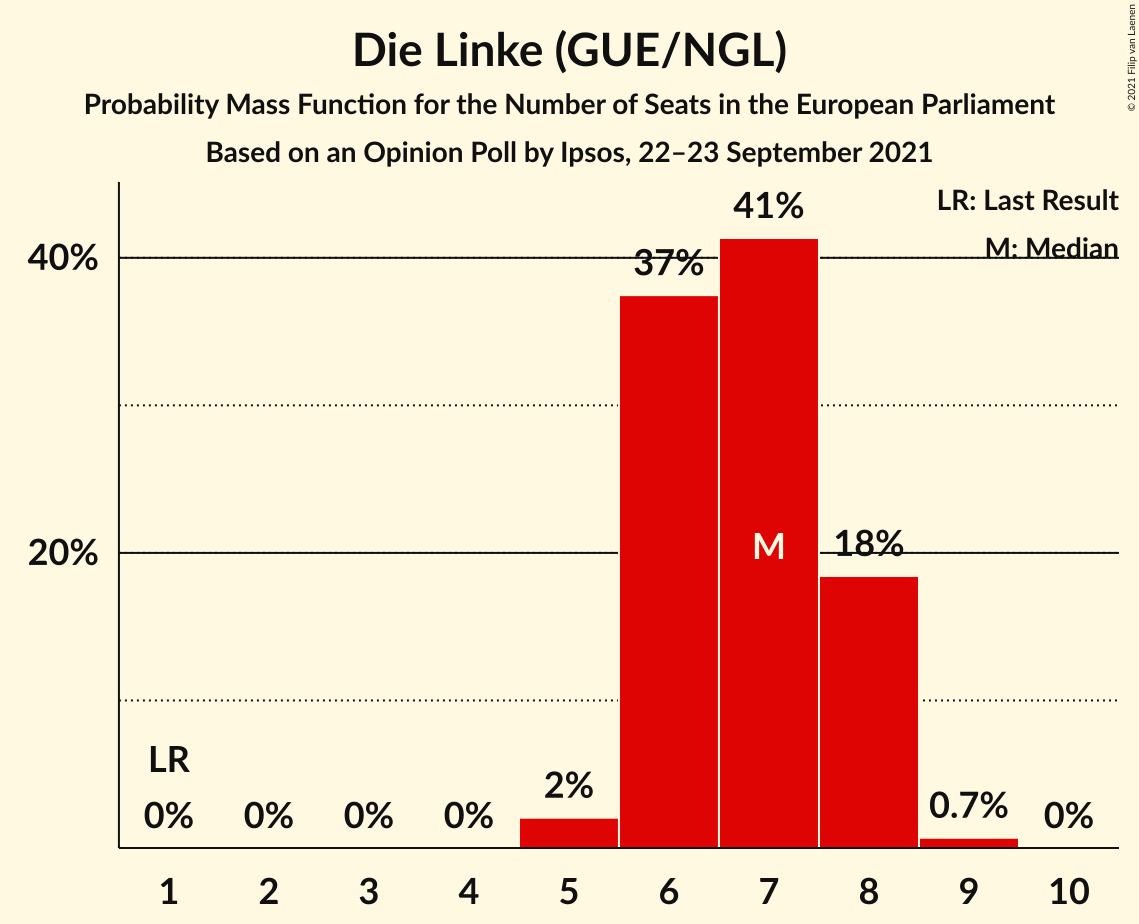 Die Linke (GUE/NGL)
Probability Mass Function for the Number of Seats in the European Parliament
Based on an Opinion Poll by Ipsos, 22–23 September 2021
© 2021 Filip van Laenen
LR: Last Result
M: Median
41%
40%
37%
20%
M
18%
LR
0%
0%
0%
0%
2%
0.7%
0%
1 2 3 4 5 6 7 8 9 10